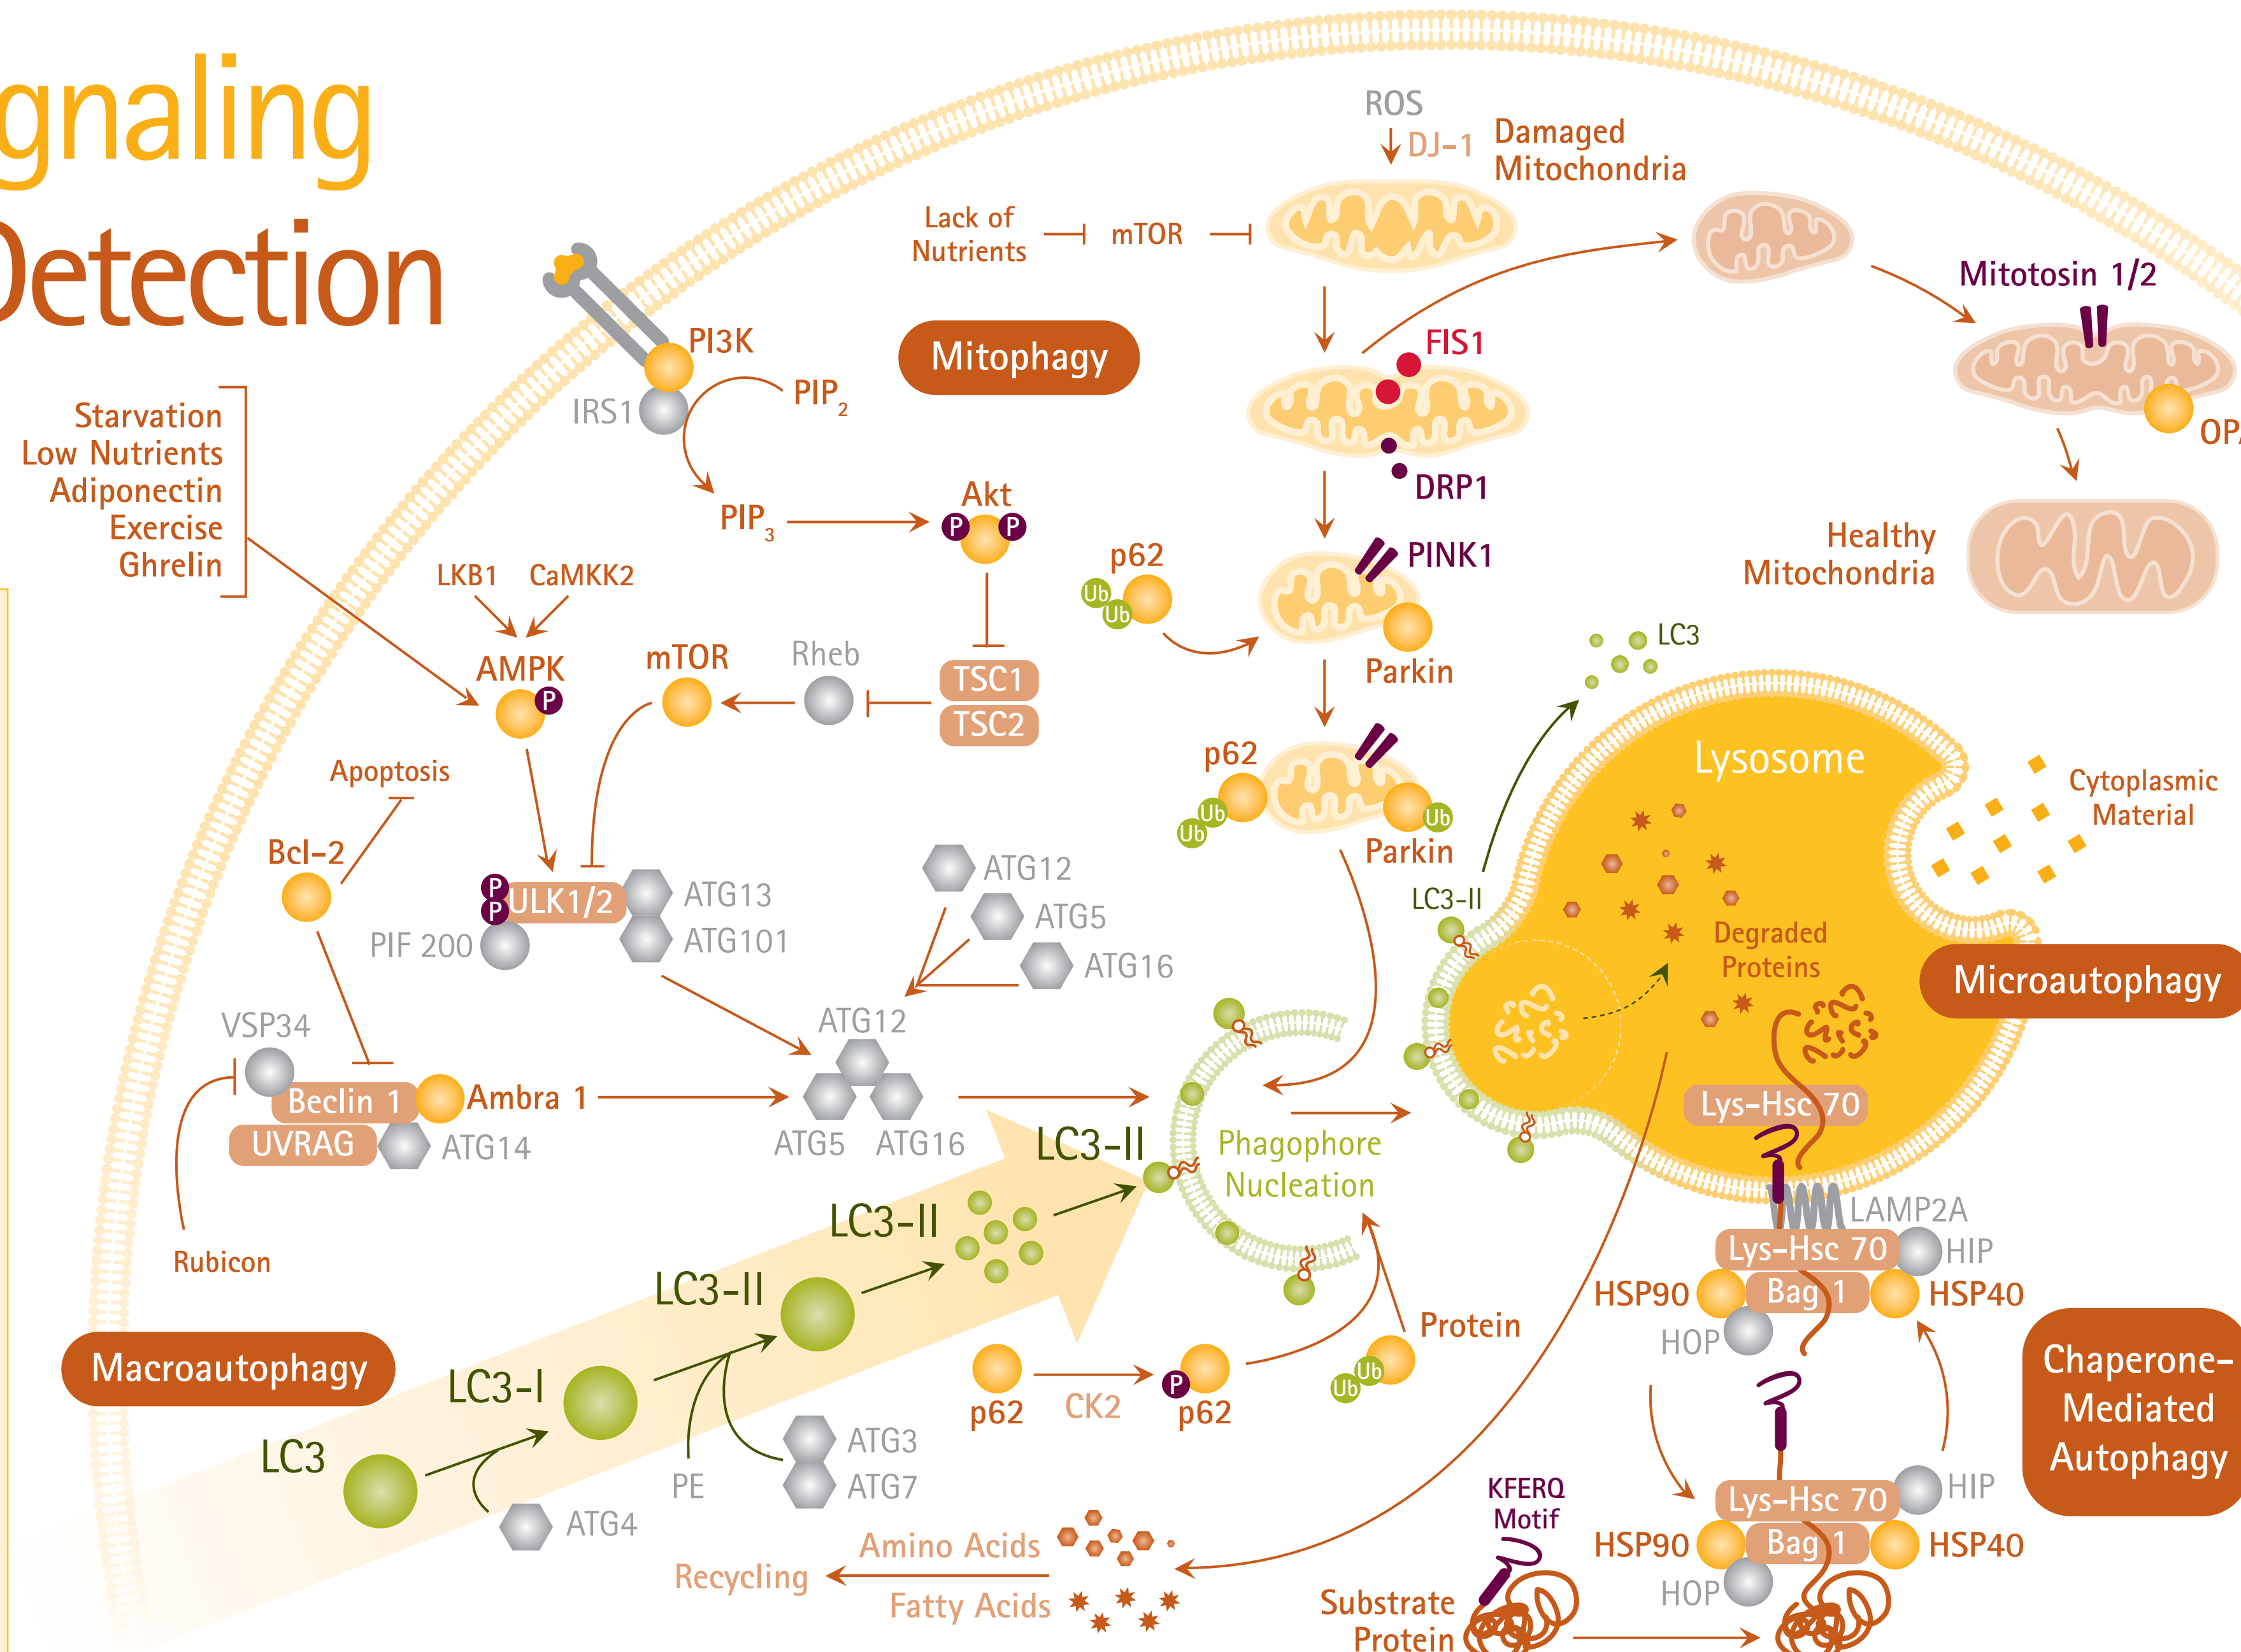 gnaling
Detection
ROS
DJ-1
Damaged
Mitochondria
Lack of
Nutrients
mTOR
Mitotosin 1/2
PI3K
IRS1
PIP2
PIP3
Mitophagy
FIS1
DRP1
OPA
Starvation
Low Nutrients
Adiponectin
Exercise
Ghrelin
Akt
P
P
LKB1
CaMKK2
AMPK
P
mTOR
Rheb
TSC1
TSC2
p62
Ub
Ub
PINK1
Parkin
Healthy
Mitochondria
LC3
p62
Ub
Ub
Parkin
Ub
Lysosome
Cytoplasmic
Material
Apoptosis
Bcl-2
P
P
ULK1/2
ATG13
ATG101
PIF 200
ATG12
ATG5
ATG16
LC3-II
Degraded
Proteins
Microautophagy
VSP34
Beclin 1
Ambra 1
UVRAG
ATG14
Rubicon
ATG12
ATG5
ATG16
LC3-II
Phagophore
Nucleation
Lys-Hsc 70
LAMP2A
Lys-Hsc 70
HIP
HSP90
Bag 1
HSP40
HOP
Macroautophagy
LC3
LC3-I
LC3-II
LC3-II
ATG4
PE
ATG3
ATG7
p62
CK2
P
p62
Protein
Ub
Ub
Chaperone-
Mediated
Autophagy
KFERQ
Motif
Lys-Hsc 70
HIP
HSP90
Bag 1
HSP40
HOP
Amino Acids
Recycling
Fatty Acids
Substrate
Protein